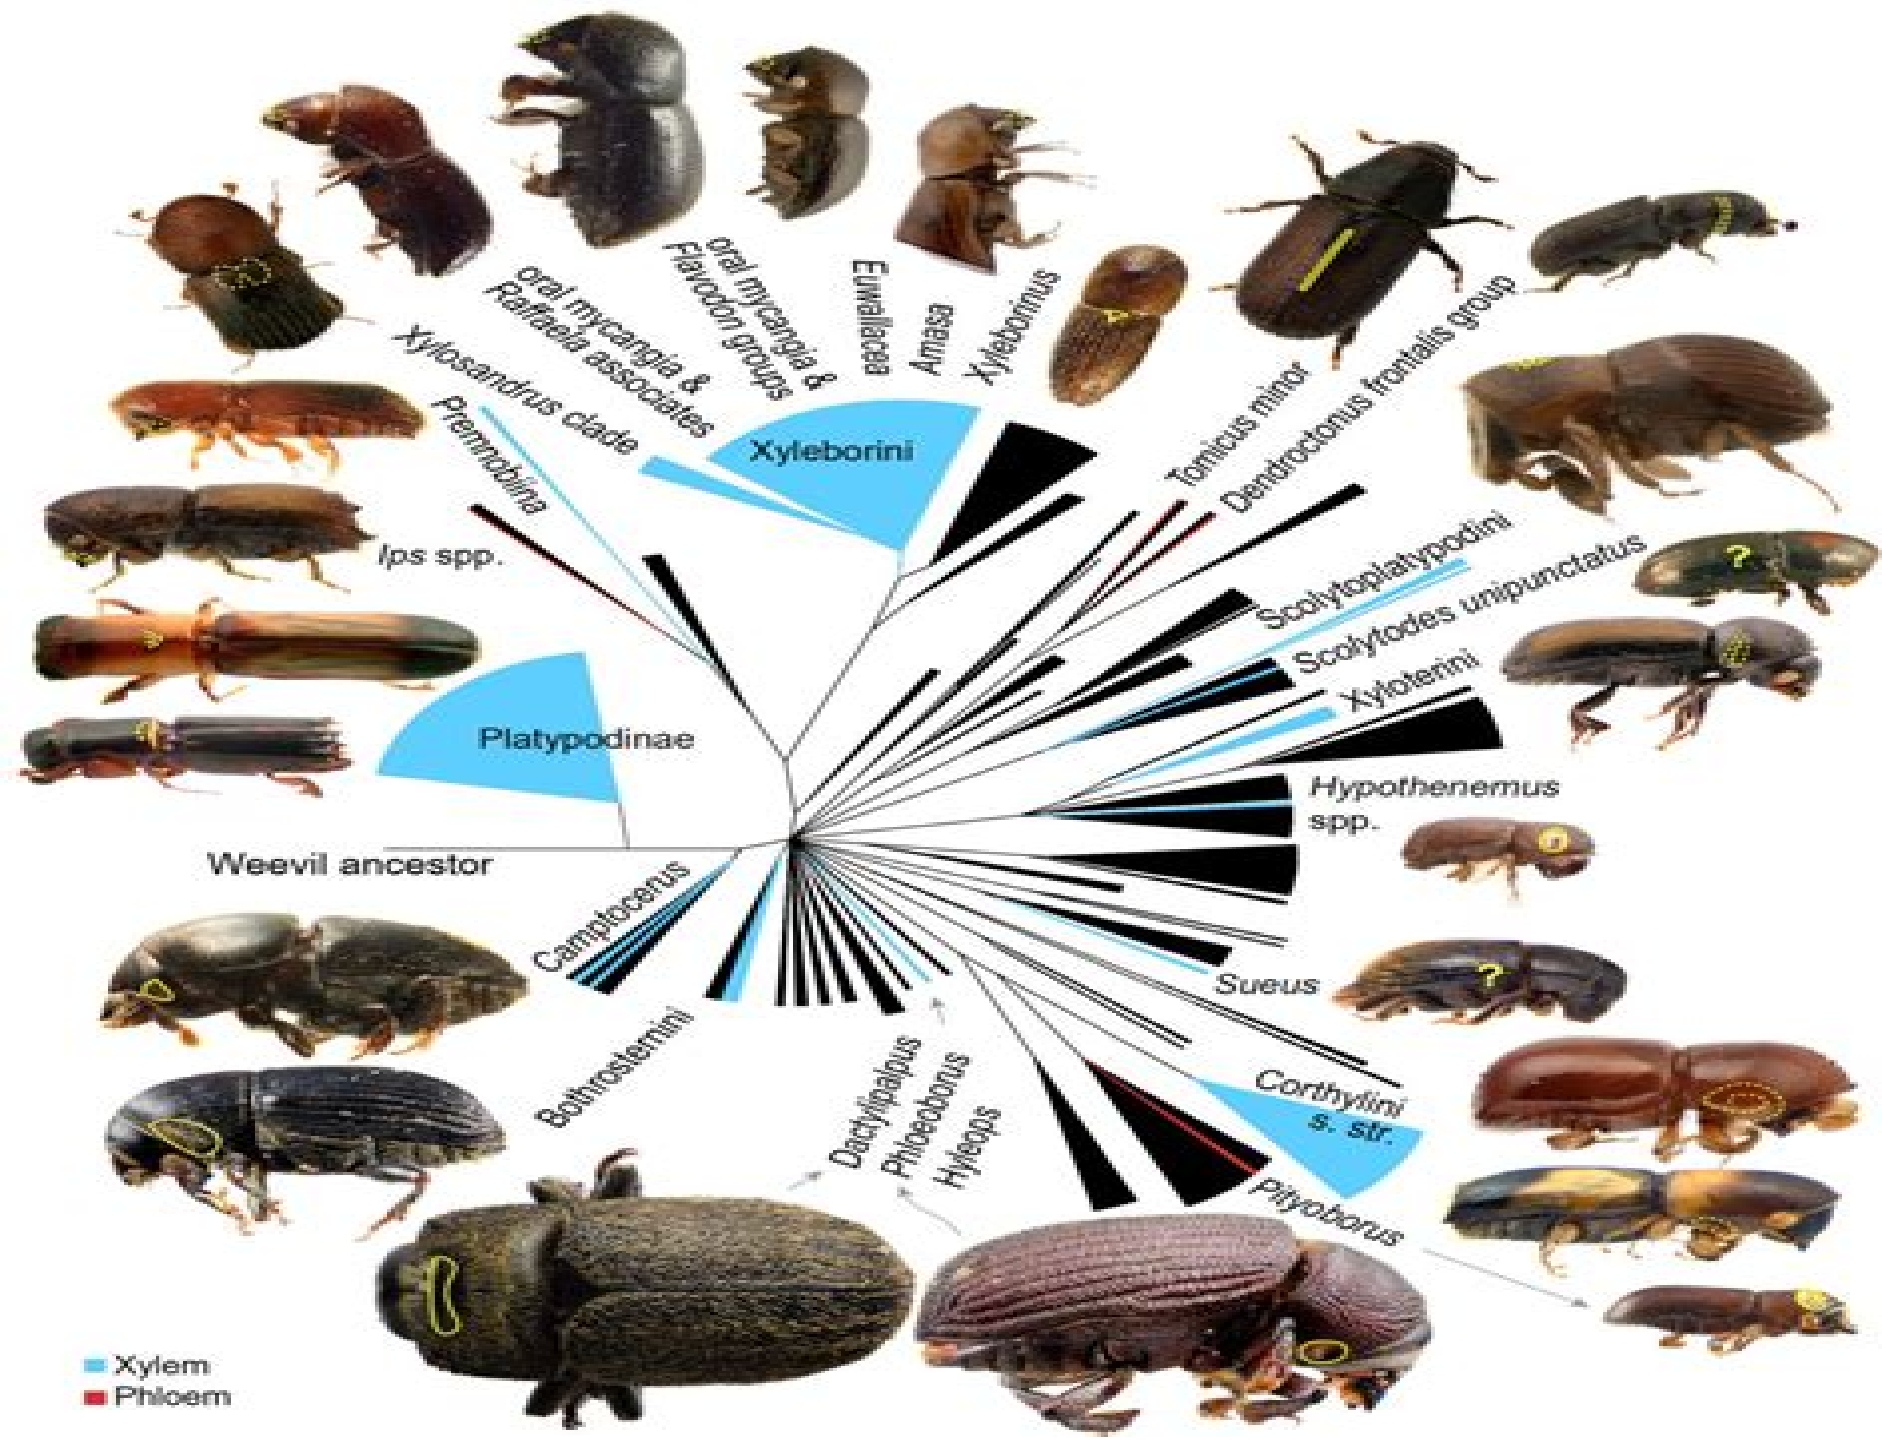 oral mycangia &
Raffaela associates
oral mycangia &
Flavodon groups
Euwallacea
Amasa
Xyleborinus
Xylosandrus clade
Premnobiina
Ips spp.
Xyleborini
Tomicus minor
Dendroctonus frontalis group
Scolytoplatypodini
Scolytodes unipunctatus
Xyloterini
?
Platypodinae
Hypothenemus
spp.
Weevil ancestor
Camptocerus
Sueus
?
Bothrosternini
Dactylipalpus
Phloeoborus
Hyleops
Corthylini
s. str.
Pityoborus
Xylem
Phloem